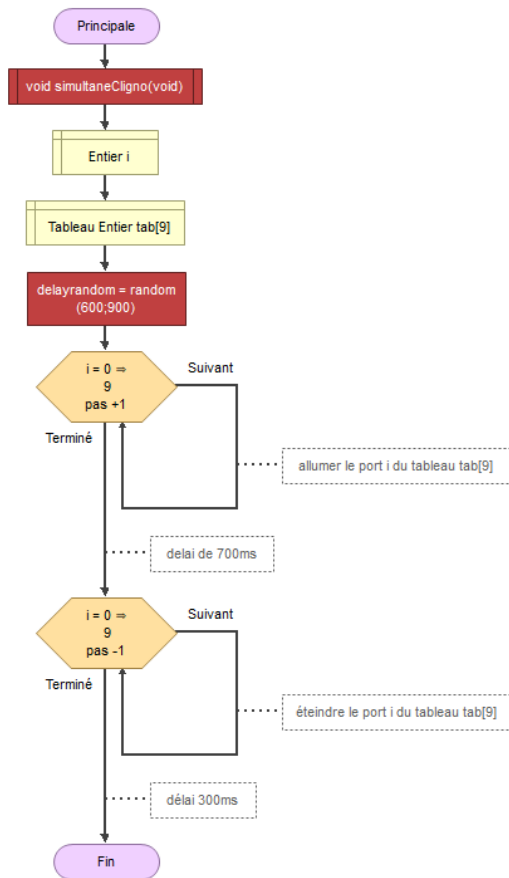 Principale
void simultaneCligno(void)
Entier i
Tableau Entier tab[9]
delayrandom = random
(600;900)
i = 0 ⇒
9
pas +1
Suivant
Terminé
allumer le port i du tableau tab[9]
delai de 700ms
i = 0 ⇒
9
pas -1
Suivant
Terminé
éteindre le port i du tableau tab[9]
délai 300ms
Fin